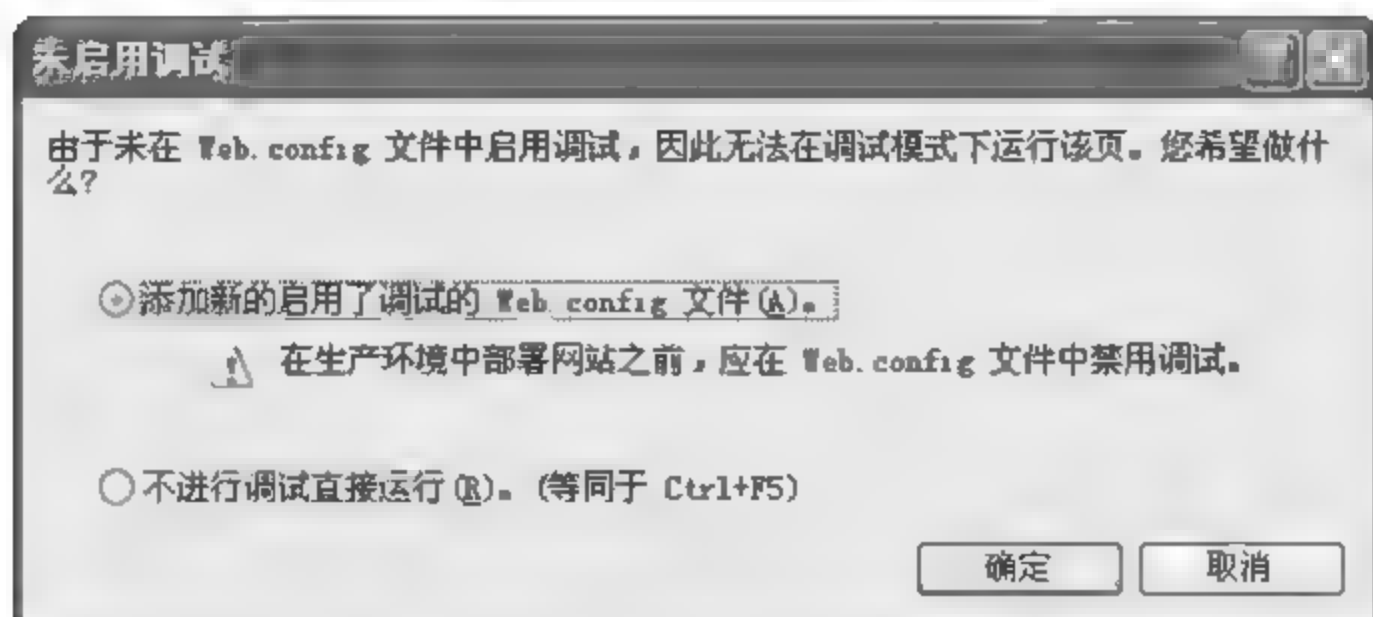 未启用调试
由于未在 Web.config 文件中启用调试，因此无法在调试模式下运行该页。您希望做什
么?
添加新的启用了调试的 Web.config 文件(A)。
在生产环境中部署网站之前，应在 Web.config 文件中禁用调试。
不进行调试直接运行(R)。(等同于 Ctrl+F5)
确定
取消